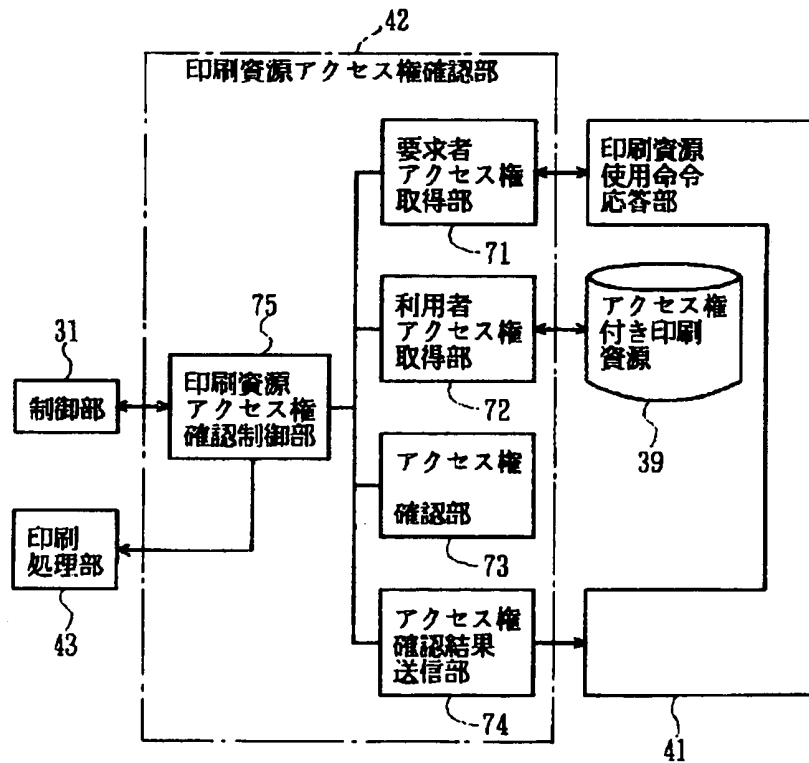 42
印刷資源アクセス権確認部
要求者
アクセス権
取得部
71
印刷資源
使用命令
応答部
利用者
アクセス権
取得部
72
アクセス権
付き印刷
資源
39
75
印刷資源
アクセス権
確認制御部
31
制御部
アクセス権
確認部
73
印刷
処理部
43
アクセス権
確認結果
送信部
74
41